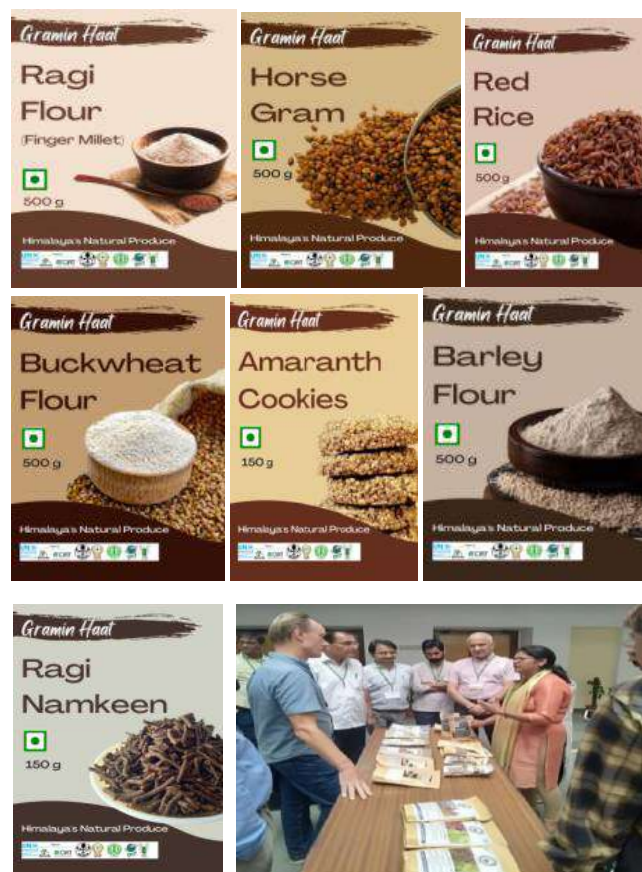 Gramin Haat
Ragi
Flour
(Finger Millet)
500 g
Himalaya's Natural Produce
Gramin Haat
Horse
Gram
500 g
Himalaya's Natural Produce
Gramin Haat
Red
Rice
500 g
Himalaya's Natural Produce
Gramin Haat
Buckwheat
Flour
500 g
Himalaya's Natural Produce
Gramin Haat
Amaranth
Cookies
150 g
Himalaya's Natural Produce
Gramin Haat
Barley
Flour
500 g
Himalaya's Natural Produce
Gramin Haat
Ragi
Namkeen
150 g
Himalaya's Natural Produce